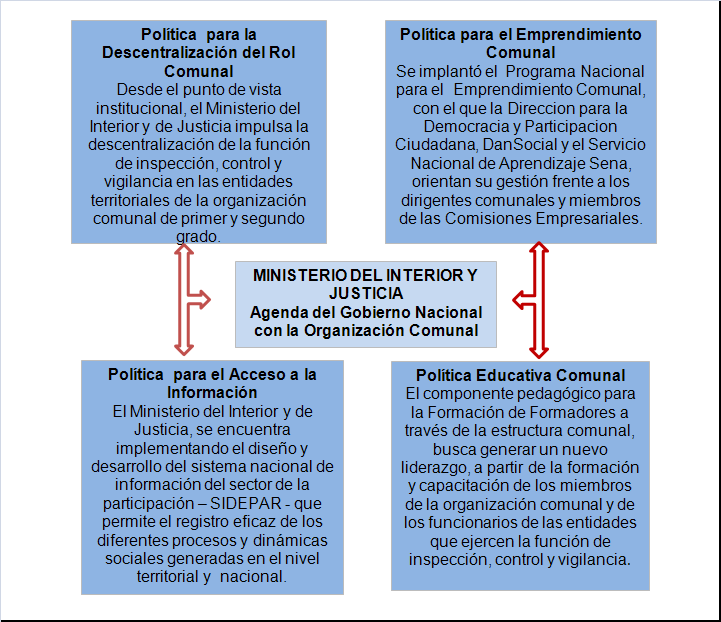 Política  para la
Descentralización del Rol
Comunal
Desde el punto de vista
institucional, el Ministerio del
Interior y de Justicia impulsa la
descentralización de la función
de inspección, control y
vigilancia en las entidades
territoriales de la organización
comunal de primer y segundo
grado.
Política para el Emprendimiento
Comunal
Se implantó el  Programa Nacional
para el  Emprendimiento Comunal,
con el que la Direccion para la
Democracia y Participacion
Ciudadana, DanSocial y el Servicio
Nacional de Aprendizaje Sena,
orientan su gestión frente a los
dirigentes comunales y miembros
de las Comisiones Empresariales.
MINISTERIO DEL INTERIOR Y
JUSTICIA
Agenda del Gobierno Nacional
con la Organización Comunal
Política  para el Acceso a la
Información
El Ministerio del Interior y de
Justicia, se encuentra
implementando el diseño y
desarrollo del sistema nacional de
información del sector de la
participación – SIDEPAR - que
permite el registro eficaz de los
diferentes procesos y dinámicas
sociales generadas en el nivel
territorial y  nacional.
Política Educativa Comunal
El componente pedagógico para
la Formación de Formadores a
través de la estructura comunal,
busca generar un nuevo
liderazgo, a partir de la formación
y capacitación de los miembros
de la organización comunal y de
los funcionarios de las entidades
que ejercen la función de
inspección, control y vigilancia.